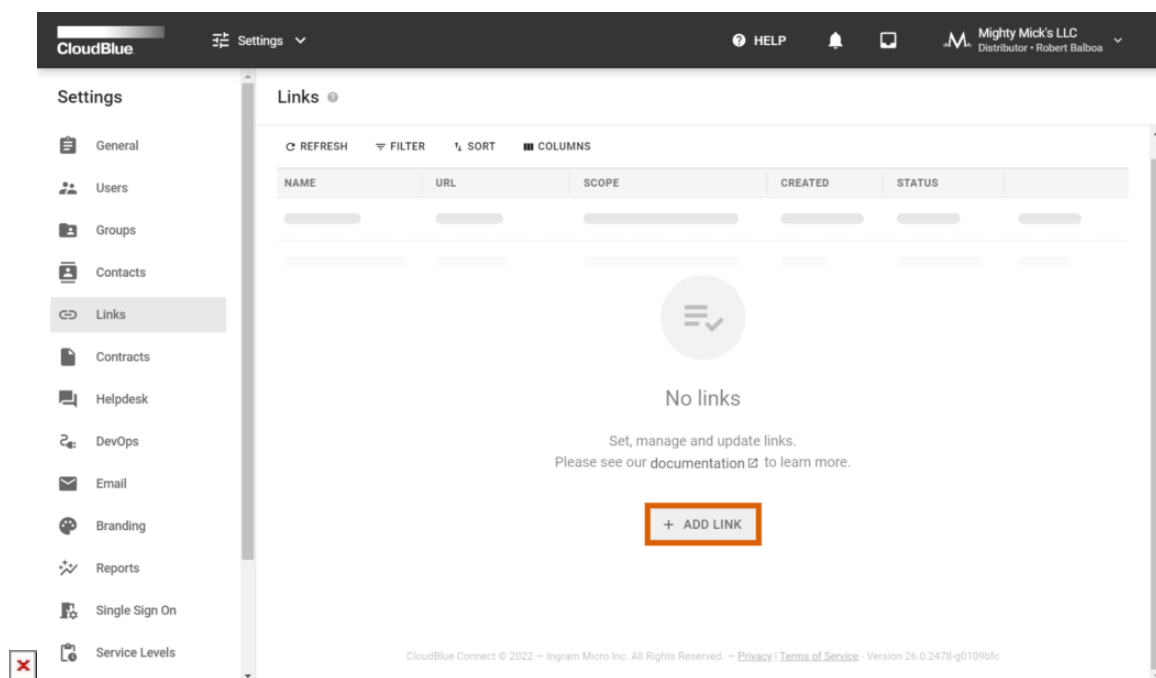 CloudBlue
Settings
HELP
Mighty Mick's LLC
Distributor • Robert Balboa
Settings
General
Users
Groups
Contacts
Links
Contracts
Helpdesk
DevOps
Email
Branding
Reports
Single Sign On
Service Levels
Links
REFRESH FILTER SORT COLUMNS
NAME URL SCOPE CREATED STATUS
No links
Set, manage and update links.
Please see our documentation to learn more.
+ ADD LINK
CloudBlue Connect © 2022 — Ingram Micro Inc. All Rights Reserved. — Privacy | Terms of Service - Version 26.0.2478-g0109bfc